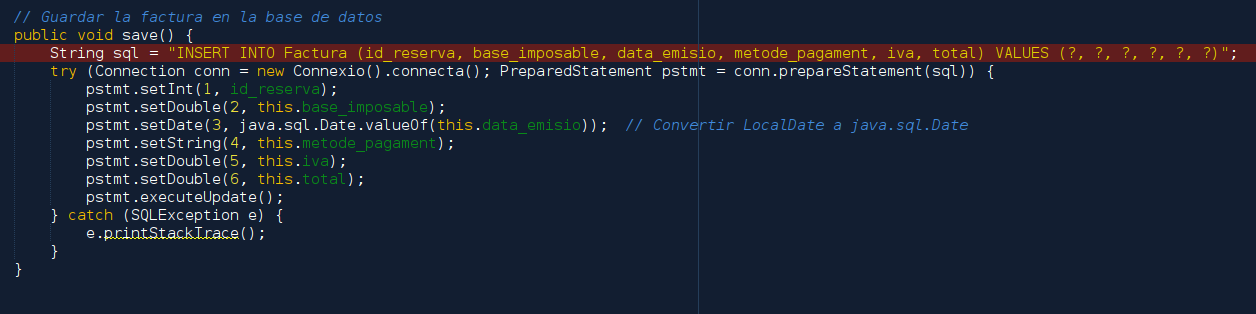 // Guardar la factura en la base de datos
public void save() {
String sql = "INSERT INTO Factura (id_reserva, base_imposable, data_emisio, metode_pagament, iva, total) VALUES (?, ?, ?, ?, ?, ?)";
try (Connection conn = new Connexio().connecta(); PreparedStatement pstmt = conn.prepareStatement(sql)) {
pstmt.setInt(1, id_reserva);
pstmt.setDouble(2, this.base_imposable);
pstmt.setDate(3, java.sql.Date.valueOf(this.data_emisio)); // Convertir LocalDate a java.sql.Date
pstmt.setString(4, this.metode_pagament);
pstmt.setDouble(5, this.iva);
pstmt.setDouble(6, this.total);
pstmt.executeUpdate();
} catch (SQLException e) {
e.printStackTrace();
}
}